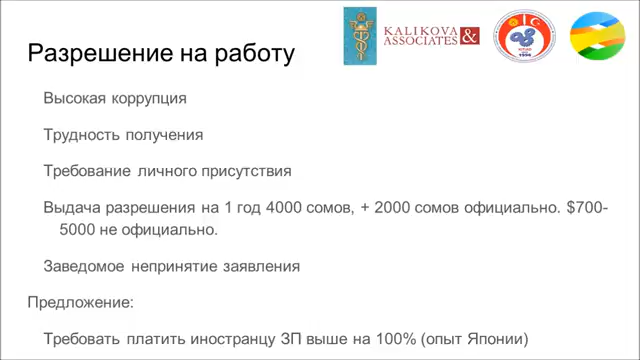 Разрешение на работу
KALIKOVA &
ASSOCIATES
Высокая коррупция
Трудность получения
Требование личного присутствия
Выдача разрешения на 1 год 4000 сомов, + 2000 сомов официально. $700-
5000 не официально.
Заведомое непринятие заявления
Предложение:
Требовать платить иностранцу ЗП выше на 100% (опыт Японии)